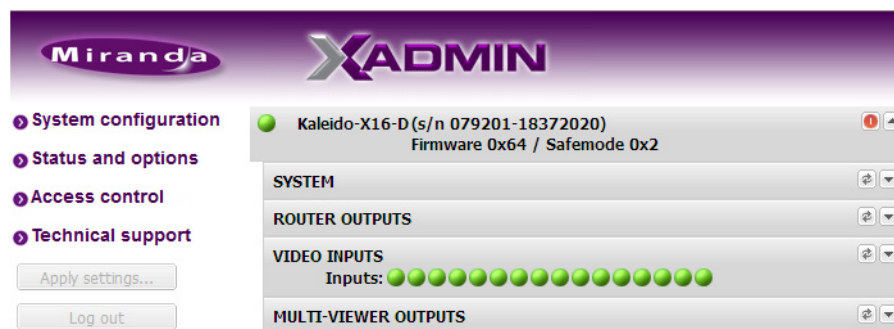 Miranda
XADMIN
System configuration
Status and options
Access control
Technical support
Apply settings...
Log out
Kaleido-X16-D (s/n 079201-18372020)
Firmware 0x64 / Safemode 0x2
SYSTEM
ROUTER OUTPUTS
VIDEO INPUTS
Inputs:
MULTI-VIEWER OUTPUTS